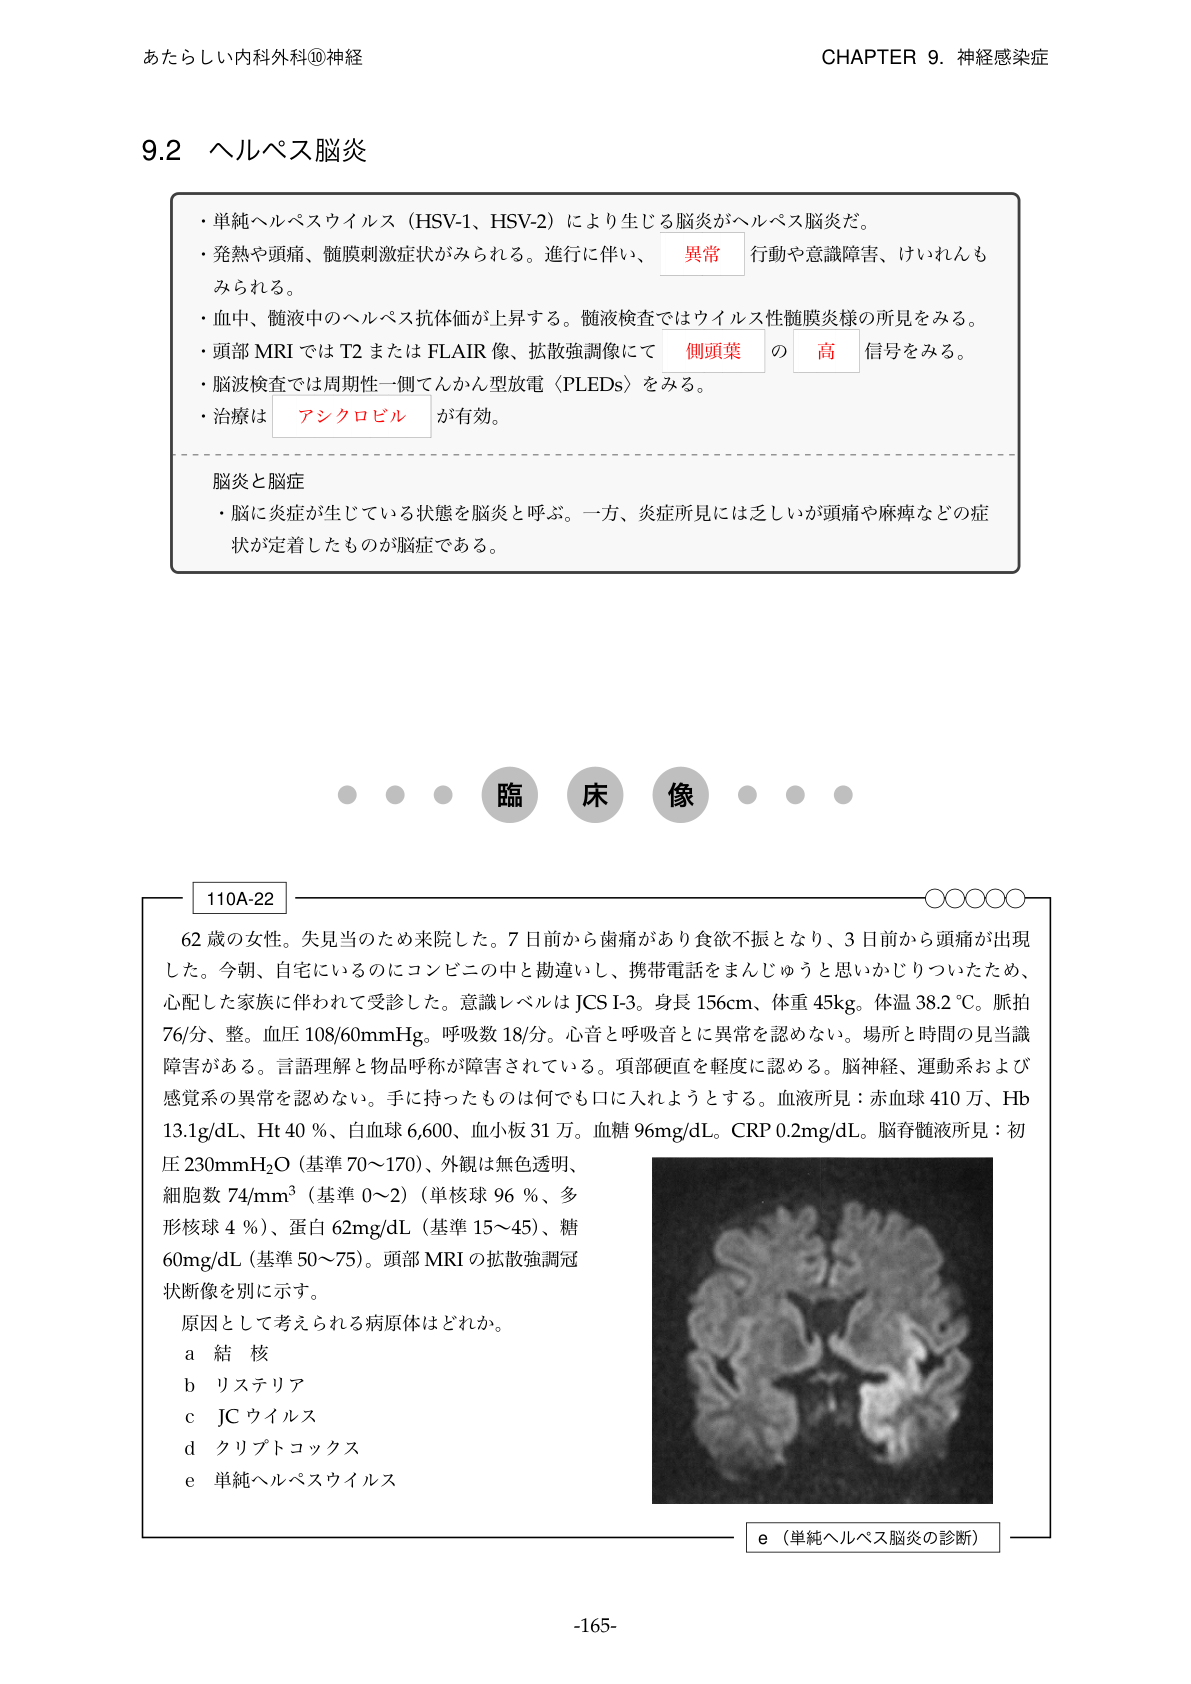 あたらしい内科外科⑩神経
CHAPTER 9. 神経感染症
9.2 ヘルペス脳炎
・単純ヘルペスウイルス（HSV-1、HSV-2）により生じる脳炎がヘルペス脳炎だ。
・発熱や頭痛、髄膜刺激症状がみられる。進行に伴い、 異常 行動や意識障害、けいれんも
みられる。
・血中、髄液中のヘルペス抗体価が上昇する。髄液検査ではウイルス性髄膜炎様の所見をみる。
・頭部 MRI では T2 または FLAIR 像、拡散強調像にて 側頭葉 の 高 信号をみる。
・脳波検査では周期性一側てんかん型放電〈PLEDs〉をみる。
・治療は アシクロビル が有効。
脳炎と脳症
・脳に炎症が生じている状態を脳炎と呼ぶ。一方、炎症所見には乏しいが頭痛や麻痺などの症
状が定着したものが脳症である。
臨床像
110A-22
62 歳の女性。失見当のため来院した。7 日前から歯痛があり食欲不振となり、3 日前から頭痛が出現
した。今朝、自宅にいるのにコンビニの中と勘違いし、携帯電話をまんじゅうと思いかじりついたため、
心配した家族に伴われて受診した。意識レベルは JCS I-3。身長 156cm、体重 45kg。体温 38.2 ℃。脈拍
76/分、整。血圧 108/60mmHg。呼吸数 18/分。心音と呼吸音とに異常を認めない。場所と時間の見当識
障害がある。言語理解と物品呼称が障害されている。項部硬直を軽度に認める。脳神経、運動系および
感覚系の異常を認めない。手に持ったものは何でも口に入れようとする。血液所見：赤血球 410 万、Hb
13.1g/dL、Ht 40 %、白血球 6,600、血小板 31 万。血糖 96mg/dL。CRP 0.2mg/dL。脳脊髄液所見：初
圧 230mmH₂O（基準 70〜170）、外観は無色透明、
細胞数 74/mm³（基準 0〜2）（単核球 96 %、多
形核球 4 %）、蛋白 62mg/dL（基準 15〜45）、糖
60mg/dL（基準 50〜75）。頭部 MRI の拡散強調冠
状断像を別に示す。
原因として考えられる病原体はどれか。
a 結 核
b リステリア
c JC ウイルス
d クリプトコックス
e 単純ヘルペスウイルス
e （単純ヘルペス脳炎の診断）
-165-